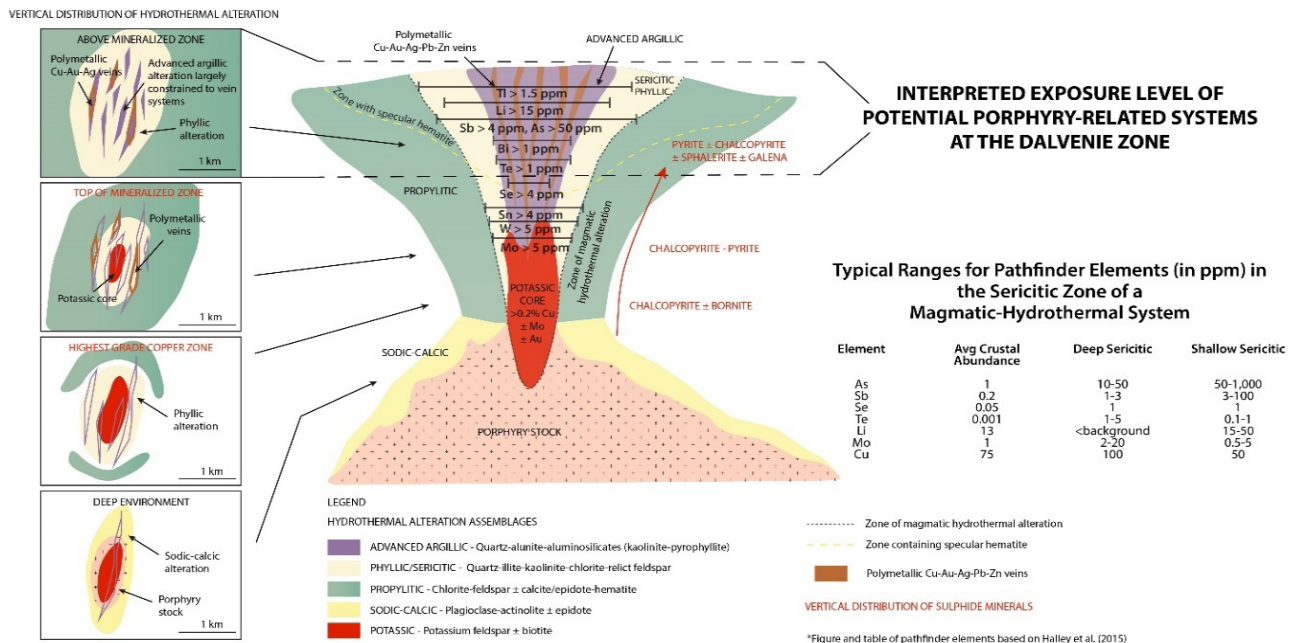 VERTICAL DISTRIBUTION OF HYDROTHERMAL ALTERATION
ABOVE MINERALIZED ZONE
Polymetallic
Cu-Au-Ag veins
Advanced argillic
alteration largely
constrained to vein
systems
Phyllic
alteration
1 km
TOP OF MINERALIZED ZONE
Polymetallic
veins
Potassic core
1 km
HIGHEST GRADE COPPER ZONE
Phyllic
alteration
1 km
DEEP ENVIRONMENT
Sodic-calcic
alteration
Porphyry
stock
1 km
Polymetallic
Cu-Au-Ag-Pb-Zn veins
ADVANCED ARGILLIC
SERICITIC
PHYLLIC
Zone with specular hematite
Tl > 1.5 ppm
Li > 15 ppm
Sb > 4 ppm, As > 50 ppm
Bi > 1 ppm
Te > 1 ppm
Se > 4 ppm
Sn > 4 ppm
W > 5 ppm
Mo > 5 ppm
PROPYLITIC
Zone of magmatic
hydrothermal alteration
PYRITE ± CHALCOPYRITE
± SPHALERITE ± GALENA
CHALCOPYRITE - PYRITE
CHALCOPYRITE ± BORNITE
POTASSIC
CORE
>0.2% Cu
± Mo
± Au
SODIC-CALCIC
PORPHYRY STOCK
INTERPRETED EXPOSURE LEVEL OF
POTENTIAL PORPHYRY-RELATED SYSTEMS
AT THE DALVENIE ZONE
Typical Ranges for Pathfinder Elements (in ppm) in
the Sericitic Zone of a
Magmatic-Hydrothermal System
Element Avg Crustal Abundance Deep Sericitic Shallow Sericitic
As 1 10-50 50-1,000
Sb 0.2 1-3 3-100
Se 0.05 1 1
Te 0.001 1-5 0.1-1
Li 13 <background 15-50
Mo 1 2-20 0.5-5
Cu 75 100 50
LEGEND
HYDROTHERMAL ALTERATION ASSEMBLAGES
ADVANCED ARGILLIC - Quartz-alunite-aluminosilicates (kaolinite-pyrophyllite)
PHYLLIC/SERICITIC - Quartz-illite-kaolinite-chlorite-relict feldspar
PROPYLITIC - Chlorite-feldspar ± calcite/epidote-hematite
SODIC-CALCIC - Plagioclase-actinolite ± epidote
POTASSIC - Potassium feldspar ± biotite
Zone of magmatic hydrothermal alteration
Zone containing specular hematite
Polymetallic Cu-Au-Ag-Pb-Zn veins
VERTICAL DISTRIBUTION OF SULPHIDE MINERALS
*Figure and table of pathfinder elements based on Halley et al. (2015)